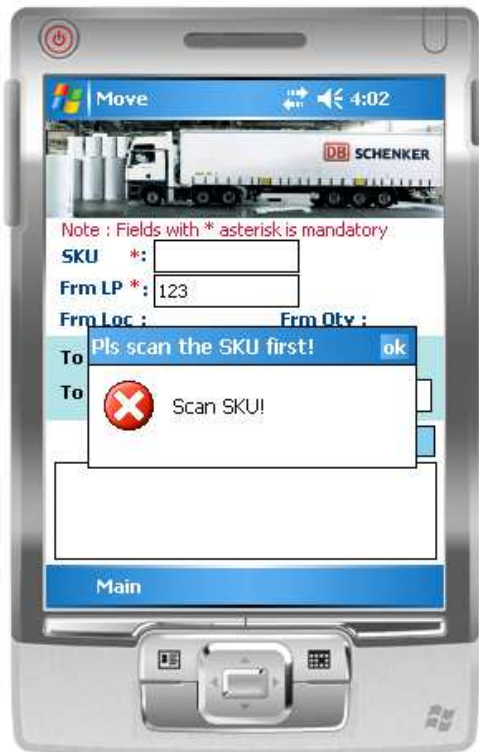 Move 4:02
DB SCHENKER
Note : Fields with * asterisk is mandatory
SKU *:
Frm LP *: 123
Frm Loc : Frm Qty :
Pls scan the SKU first! ok
To
To
Scan SKU!
Main